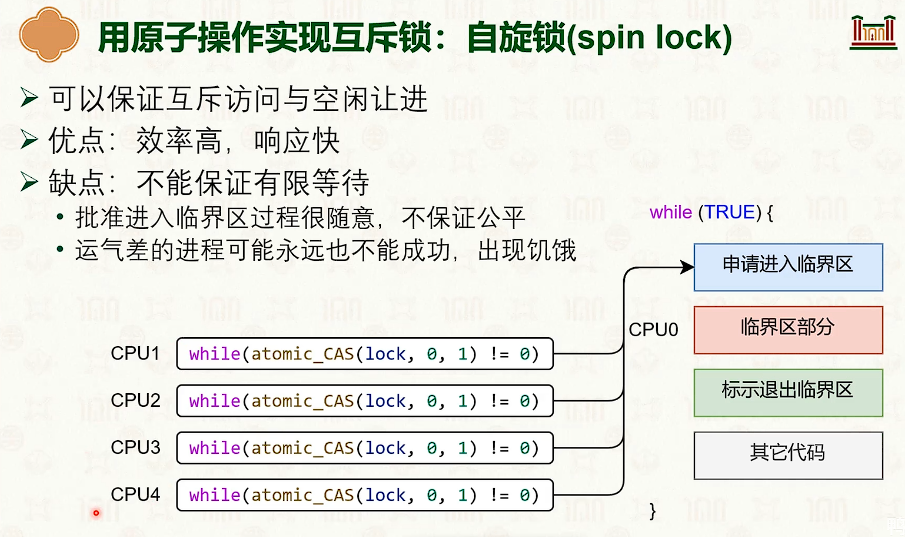 用原子操作实现互斥锁：自旋锁(spin lock)
可以保证互斥访问与空闲让进
优点：效率高，响应快
缺点：不能保证有限等待
批准进入临界区过程很随意，不保证公平
运气差的进程可能永远也不能成功，出现饥饿
while (TRUE) {
申请进入临界区
CPU0
临界区部分
标示退出临界区
其它代码
}
CPU1 while(atomic_CAS(lock, 0, 1) != 0)
CPU2 while(atomic_CAS(lock, 0, 1) != 0)
CPU3 while(atomic_CAS(lock, 0, 1) != 0)
CPU4 while(atomic_CAS(lock, 0, 1) != 0)